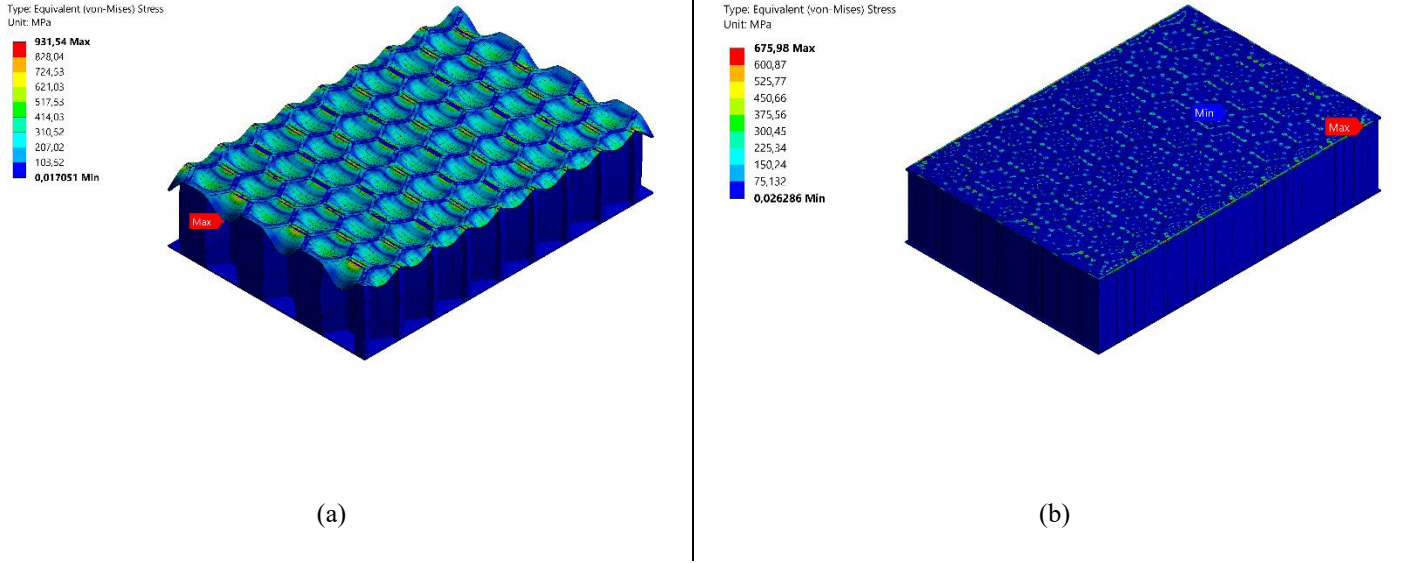 Type: Equivalent (von-Mises) Stress
Unit: MPa
931,54 Max
828,04
724,53
621,03
517,53
414,03
310,52
207,02
103,52
0,017051 Min
Max
(a)
Type: Equivalent (von-Mises) Stress
Unit: MPa
675,98 Max
600,87
525,77
450,66
375,56
300,45
225,34
150,24
75,132
0,026286 Min
Min
Max
(b)